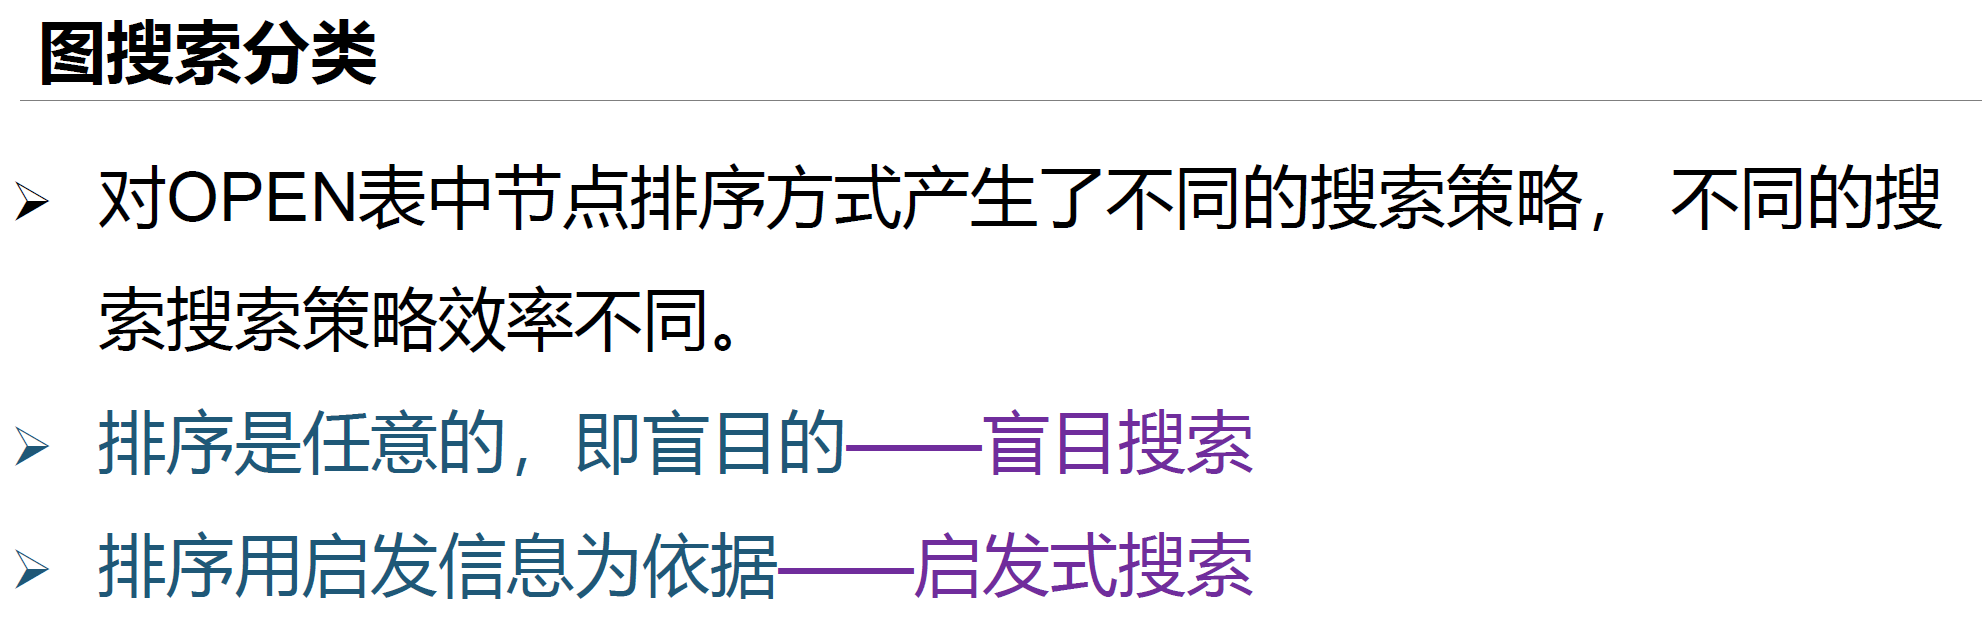 图搜索分类
对OPEN表中节点排序方式产生了不同的搜索策略，不同的搜
索搜索策略效率不同。
排序是任意的，即盲目的——盲目搜索
排序用启发信息为依据——启发式搜索